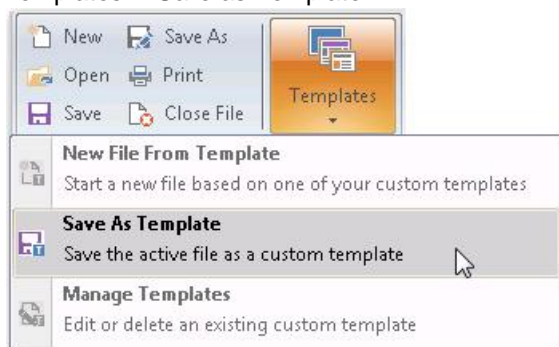 New Save As
Open Print
Save Close File
Templates
New File From Template
Start a new file based on one of your custom templates
Save As Template
Save the active file as a custom template
Manage Templates
Edit or delete an existing custom template